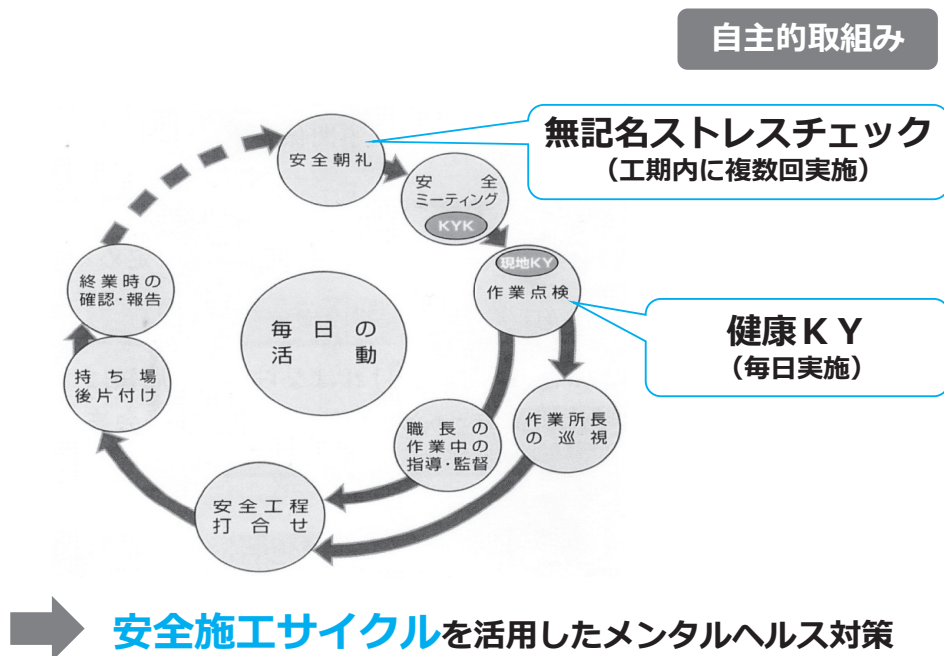 自主的取組み
無記名ストレスチェック
（工期内に複数回実施）
安全朝礼
安全
ミーティング
KYK
現地KY
作業点検
健康ＫＹ
（毎日実施）
終業時の
確認・報告
毎日の
活動
持ち場
後片付け
職長の
作業中の
指導・監督
作業所長
の巡視
安全工程
打合せ
安全施工サイクルを活用したメンタルヘルス対策